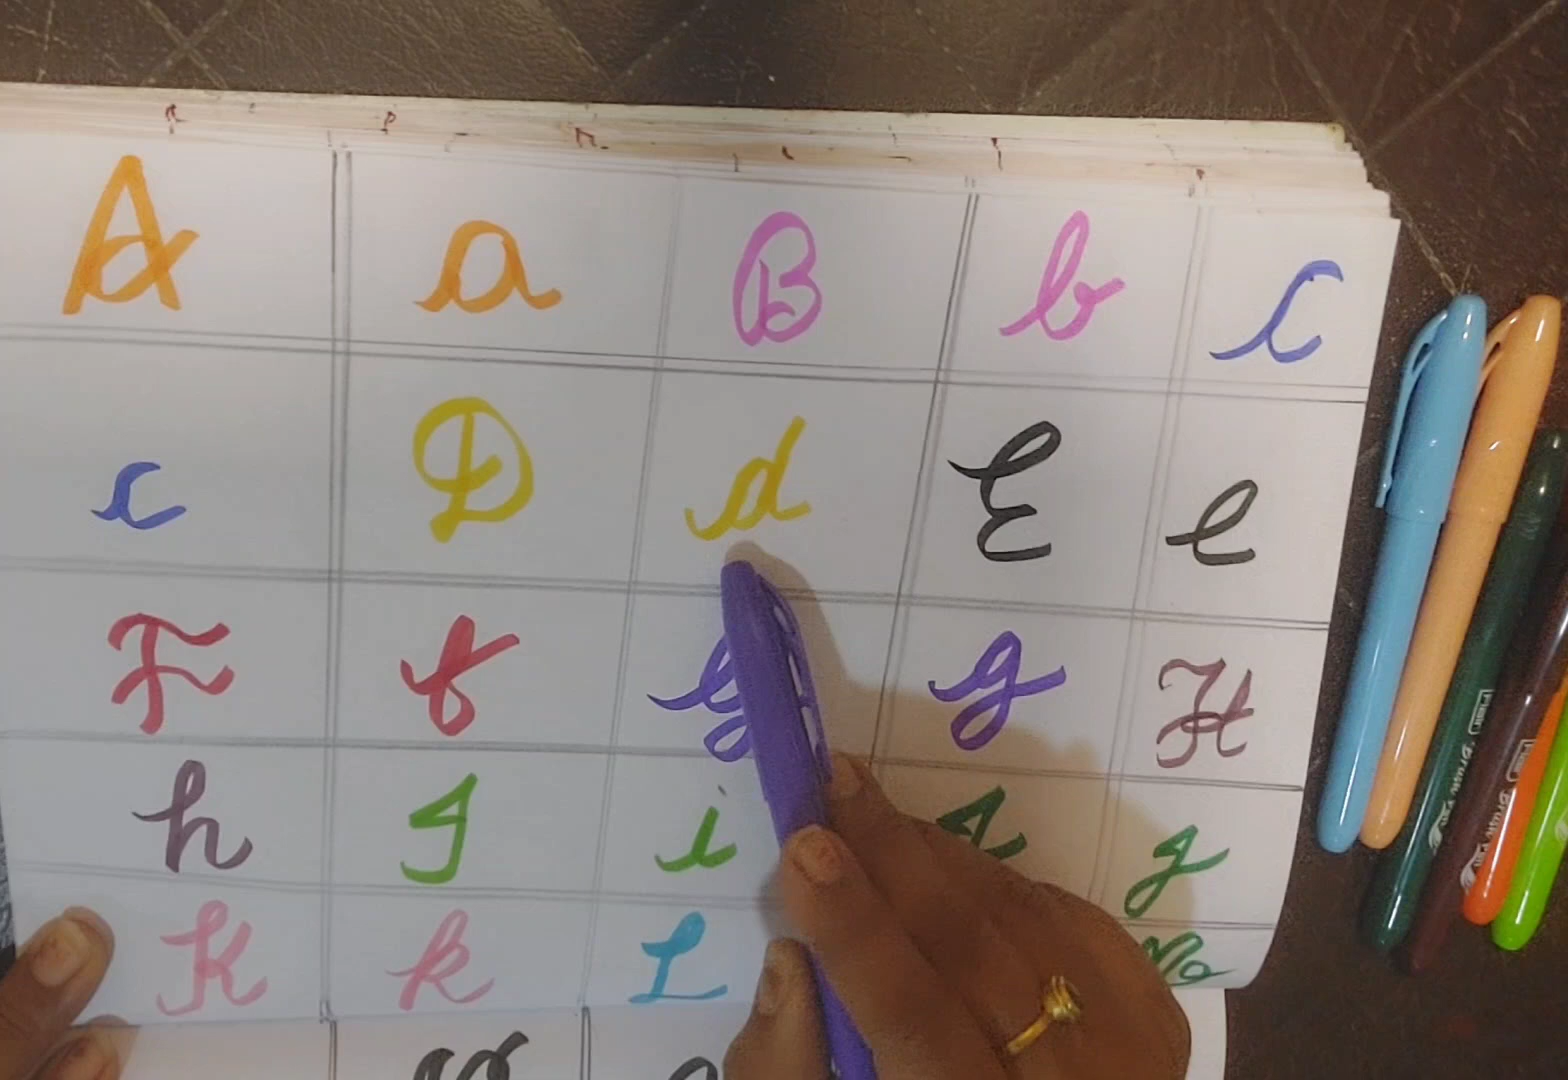 A a B b C
c D d E e
F f G g H
h I i J j
K k L